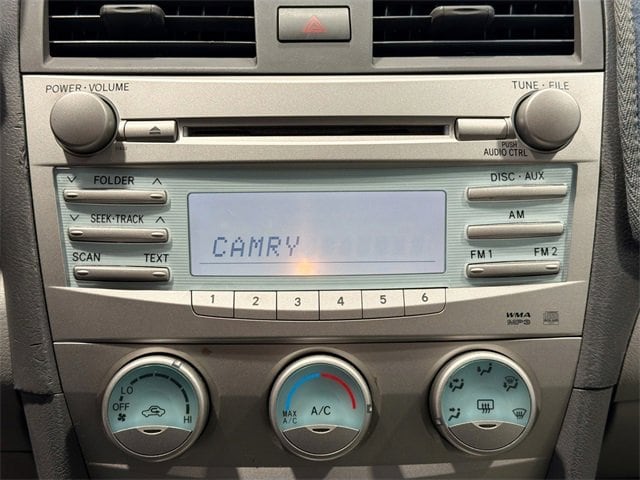 POWER·VOLUME
TUNE·FILE
PUSH
AUDIO CTRL
FOLDER
DISC·AUX
SEEK·TRACK
AM
SCAN TEXT
FM1 FM2
CAMRY
1 2 3 4 5 6
WMA
MP3
LO
OFF HI
MAX
A/C
A/C